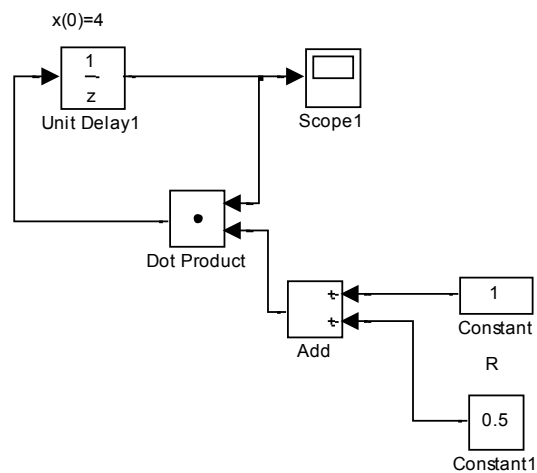 x(0)=4
1
z
Unit Delay1
Scope1
Dot Product
+
+
Add
1
Constant
R
0.5
Constant1